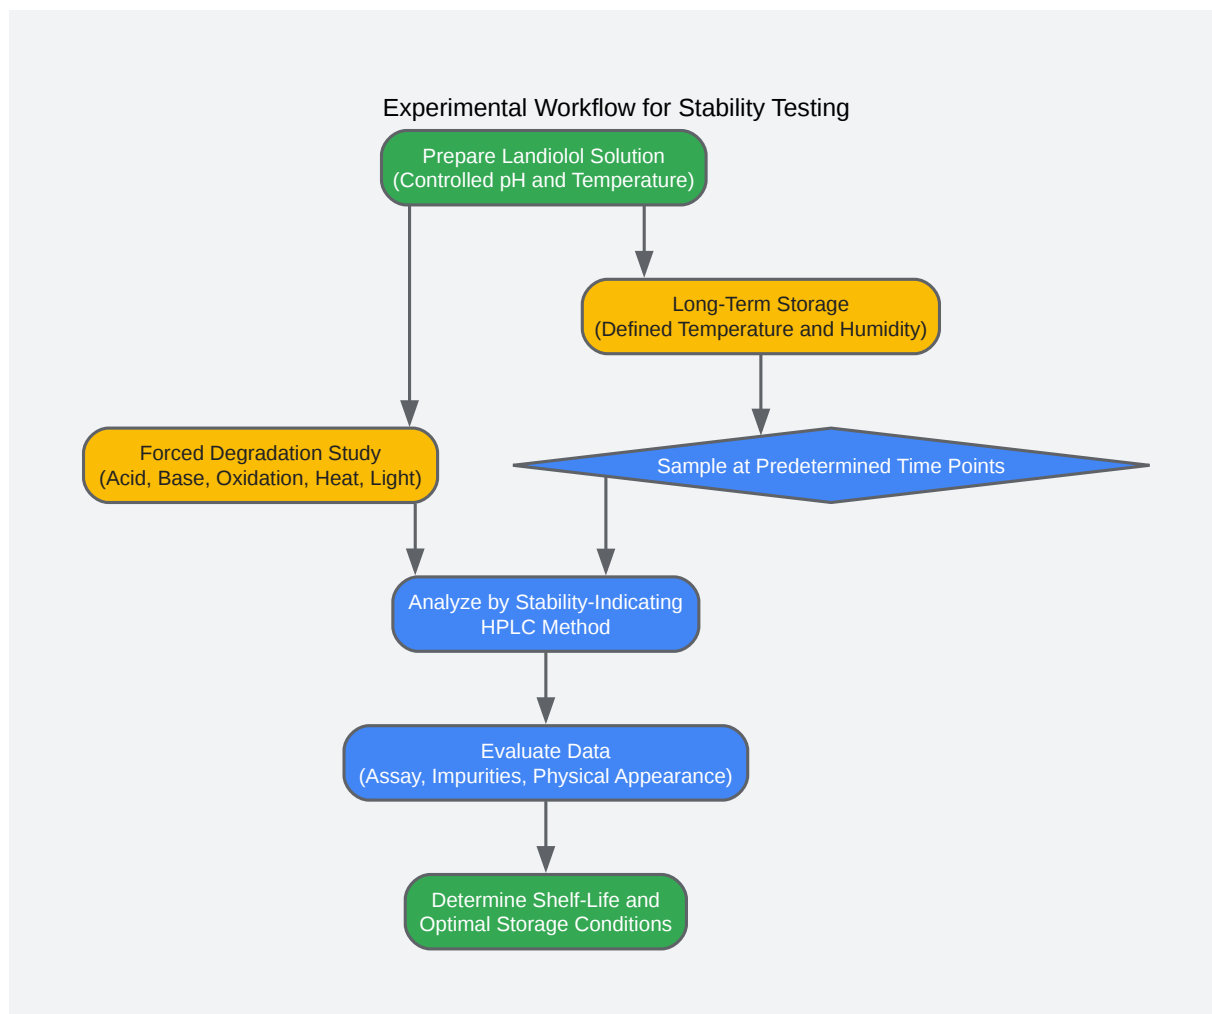 Experimental Workflow for Stability Testing
Prepare Landiolol Solution
(Controlled pH and Temperature)
Long-Term Storage
(Defined Temperature and Humidity)
Forced Degradation Study
(Acid, Base, Oxidation, Heat, Light)
Sample at Predetermined Time Points
Analyze by Stability-Indicating
HPLC Method
Evaluate Data
(Assay, Impurities, Physical Appearance)
Determine Shelf-Life and
Optimal Storage Conditions